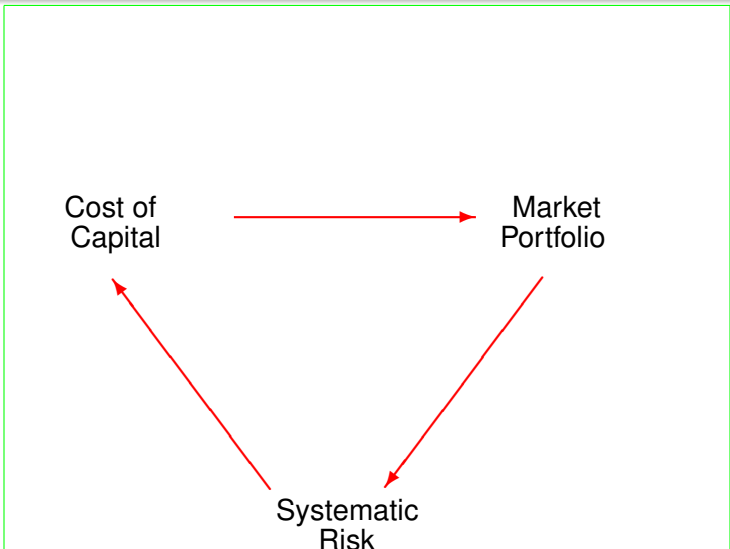 Cost of
Capital
Market
Portfolio
Systematic
Risk